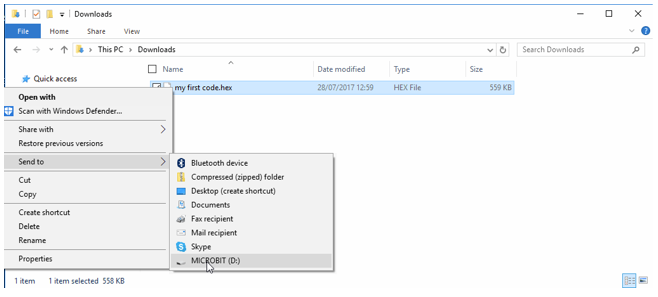 Downloads
File
Home
Share
View
This PC
Downloads
Search Downloads
Quick access
Name
Date modified
Type
Size
my first code.hex
28/07/2017 12:59
HEX File
559 KB
Open with
Scan with Windows Defender...
Share with
Restore previous versions
Send to
Cut
Copy
Create shortcut
Delete
Rename
Properties
Bluetooth device
Compressed (zipped) folder
Desktop (create shortcut)
Documents
Fax recipient
Mail recipient
Skype
MICROBIT (D:)
1 item
1 item selected 558 KB